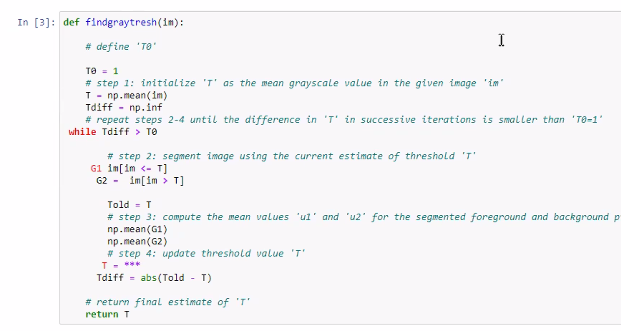 In [3]: def findgraytresh(im):
# define 'T0'
T0 = 1
# step 1: initialize 'T' as the mean grayscale value in the given image 'im'
T = np.mean(im)
Tdiff = np.inf
# repeat steps 2-4 until the difference in 'T' in successive iterations is smaller than 'T0=1'
while Tdiff > T0
# step 2: segment image using the current estimate of threshold 'T'
G1 im[im <= T]
G2 = im[im > T]
Told = T
# step 3: compute the mean values 'u1' and 'u2' for the segmented foreground and background p
np.mean(G1)
np.mean(G2)
# step 4: update threshold value 'T'
T = ***
Tdiff = abs(Told - T)
# return final estimate of 'T'
return T